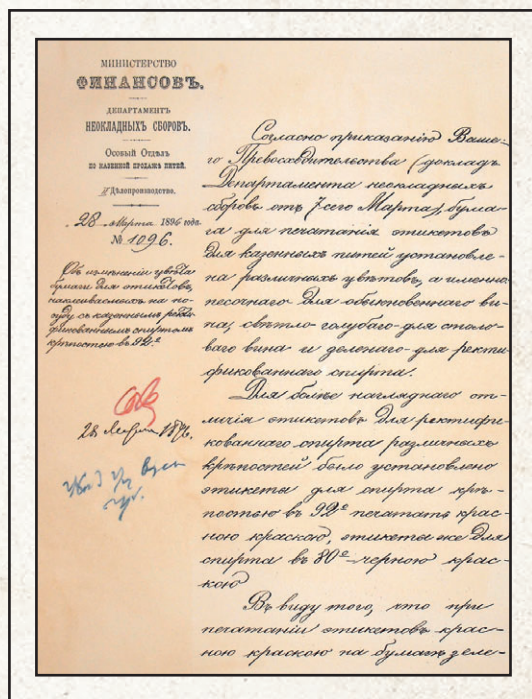 МИНИСТЕРСТВО
ФИНАНСОВЪ.
ДЕПАРТАМЕНТЪ
НЕОКЛАДНЫХЪ СБОРОВЪ.
Особый Отдѣлъ
по казенной продажѣ питей.
Дѣлопроизводство.
28 Марта 1896 года.
№ 1096.
Объ измѣненіи цвѣта
бумаги для этикетовъ,
наклеиваемыхъ на по-
суду съ казеннымъ ректи-
фикованнымъ спиртомъ
крѣпостью въ 92°
28 1896.
Согласно приказанію Ваше-
го Превосходительства (докладъ
Департамента неокладныхъ
сборовъ отъ 7 сего Марта), бума-
га для печатанія этикетовъ
для казенныхъ питей установле-
на различныхъ цвѣтовъ, а именно
песочнаго для обыкновеннаго ви-
на, свѣтло-голубаго-для столо-
ваго вина и зеленаго-для ректи-
фикованнаго спирта.
Для болѣе нагляднаго от-
личія этикетовъ для ректифи-
кованнаго спирта различныхъ
крѣпостей было установлено
этикеты для спирта крѣ-
постью въ 92° печатать крас-
ною краскою, этикеты же для
спирта въ 80°-черною крас-
кою
Въ виду того, что при
печатаніи этикетовъ крас-
ною краскою на бумагѣ зеле-